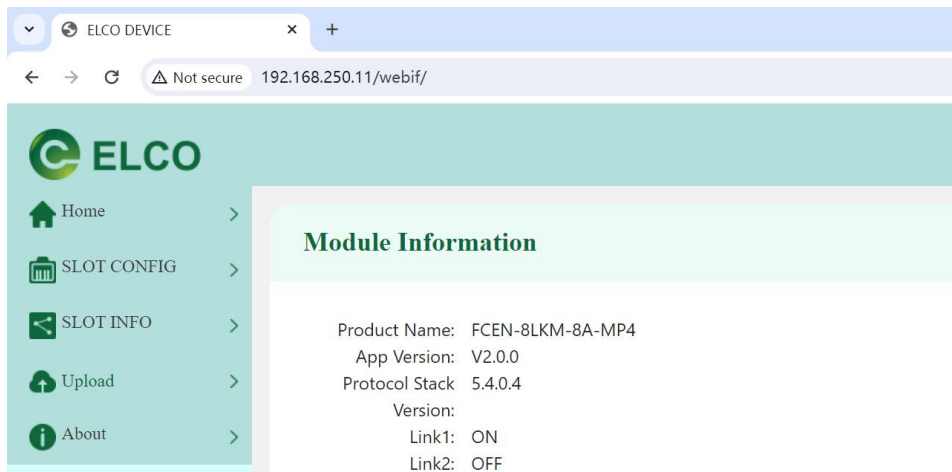 ELCO DEVICE
Not secure 192.168.250.11/webif/
ELCO
Home
SLOT CONFIG
SLOT INFO
Upload
About
Module Information
Product Name: FCEN-8LKM-8A-MP4
App Version: V2.0.0
Protocol Stack 5.4.0.4
Version:
Link1: ON
Link2: OFF